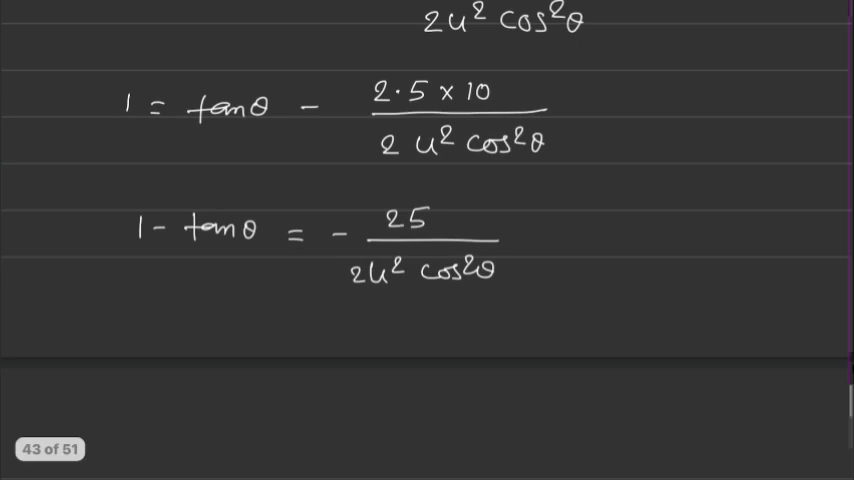 2u² cos²θ
1 = tanθ - 2.5 × 10 / 2 u² cos²θ
1 - tanθ = - 25 / 2u² cos²θ
43 of 51